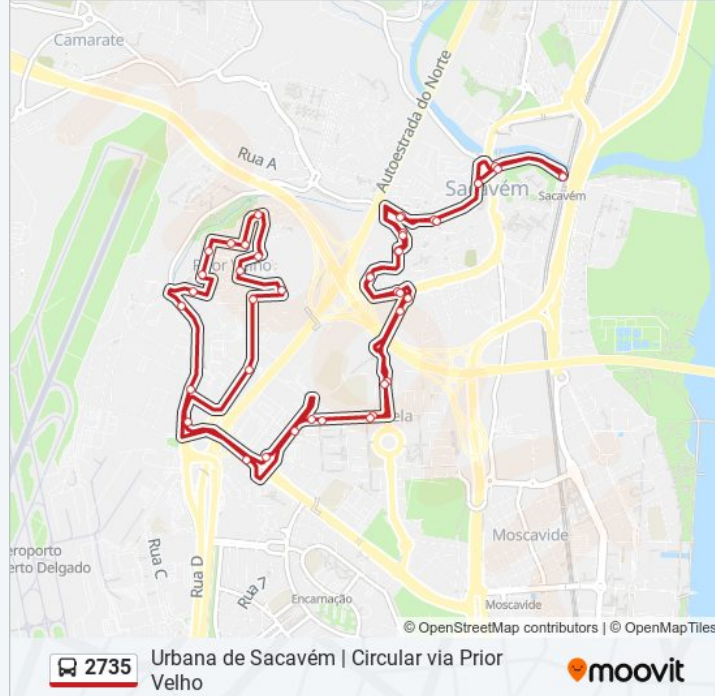 Camarate
Autoestrada do Norte
Rua A
Sacavém
Sacavém
Prior Velho
ela
Moscavide
eroporto
erto Delgado
Rua C
Rua D
Rua 7
Encarnação
Moscavide
© OpenStreetMap contributors | © OpenMapTiles
2735
Urbana de Sacavém | Circular via Prior
Velho
moovit